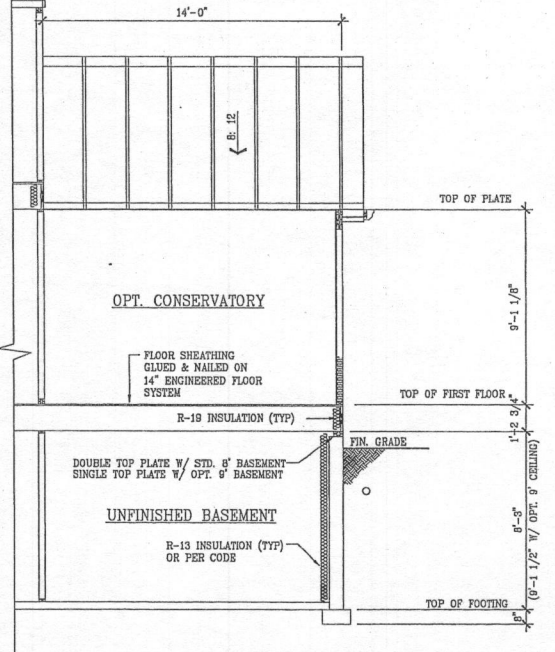 14'-0"
8: 12
TOP OF PLATE
OPT. CONSERVATORY
9'-1 1/8"
FLOOR SHEATHING
GLUED & NAILED ON
14" ENGINEERED FLOOR
SYSTEM
TOP OF FIRST FLOOR
R-19 INSULATION (TYP)
1'-2 3/4"
FIN. GRADE
DOUBLE TOP PLATE W/ STD. 8' BASEMENT
SINGLE TOP PLATE W/ OPT. 9' BASEMENT
UNFINISHED BASEMENT
8'-3"
(9'-1 1/2" W/ OPT. 9' CEILING)
R-13 INSULATION (TYP)
OR PER CODE
TOP OF FOOTING
8"